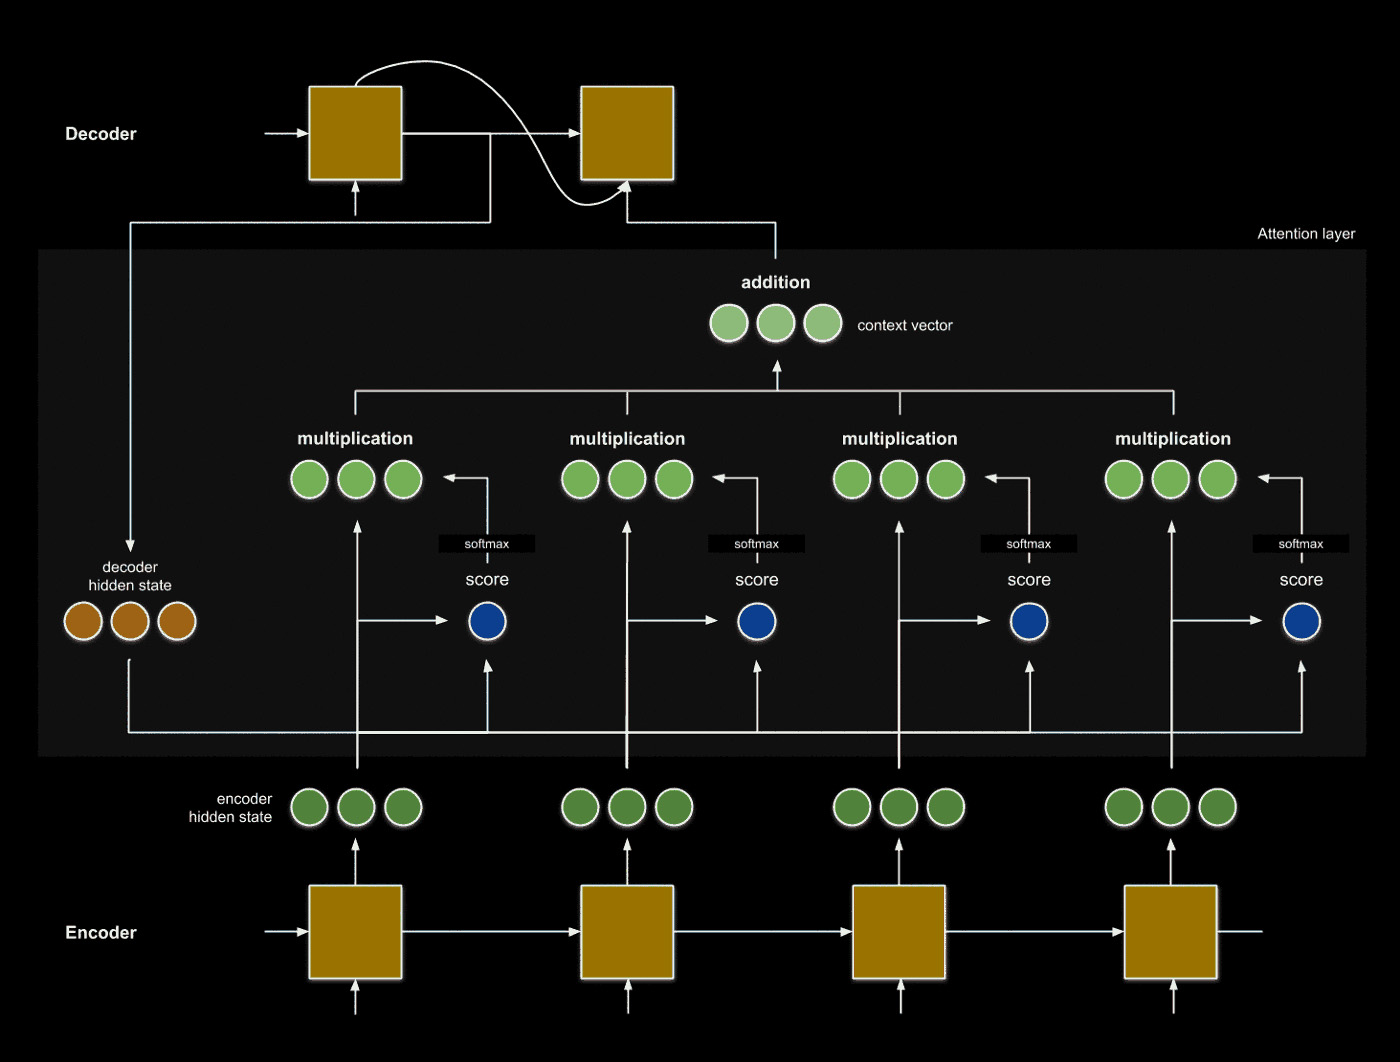 Decoder
Attention layer
addition
context vector
multiplication
multiplication
multiplication
multiplication
softmax
softmax
softmax
softmax
decoder
hidden state
score
score
score
score
encoder
hidden state
Encoder